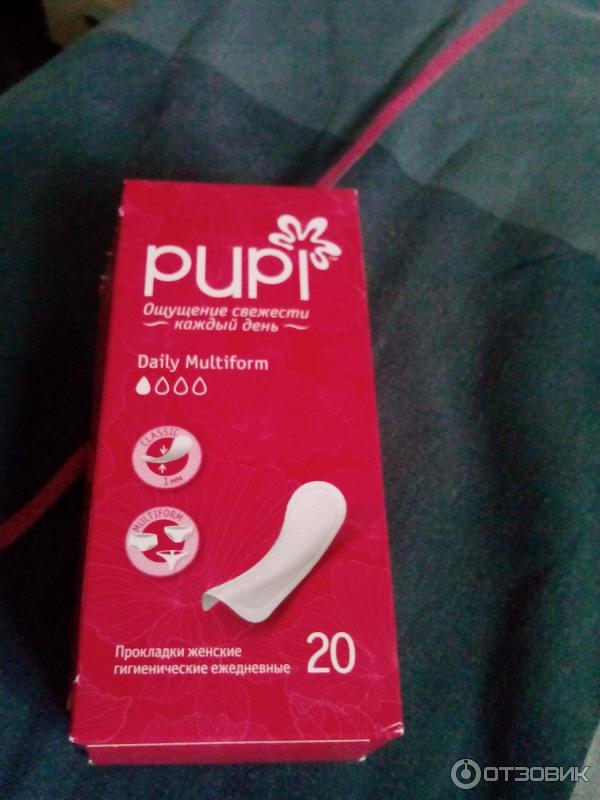 pupi
Ощущение свежести
каждый день
Daily Multiform
CLASSIC
1 мм
MULTIFORM
Прокладки женские
гигиенические ежедневные
20
ОТЗОВИК